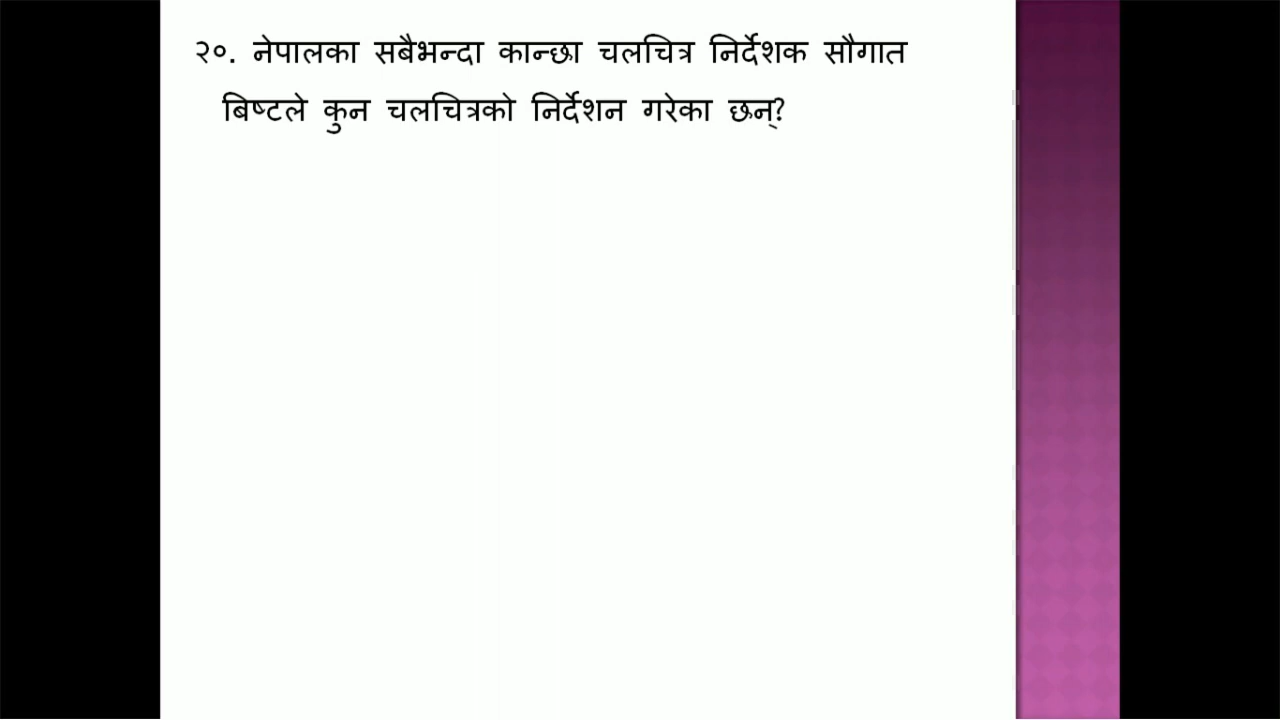 २०. नेपालका सबैभन्दा कान्छा चलचित्र निर्देशक सौगात
बिष्टले कुन चलचित्रको निर्देशन गरेका छन्?